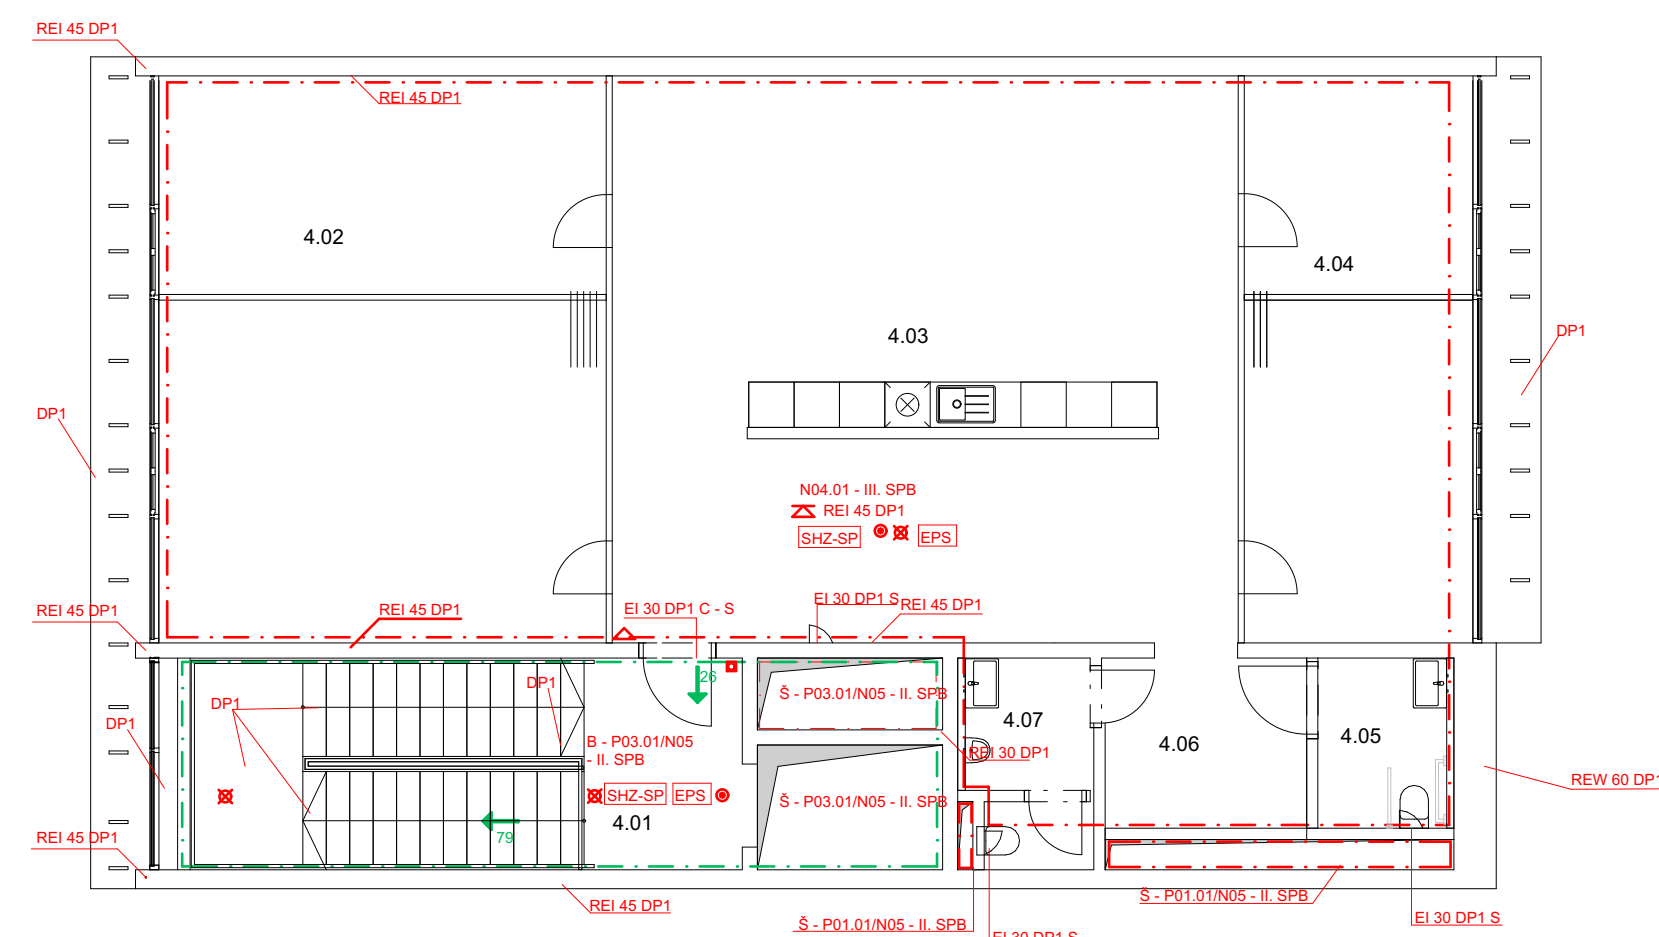 REI 45 DP1
REI 45 DP1
4.02
4.04
4.03
DP1
DP1
N04.01 - III. SPB
REI 45 DP1
SHZ-SP
EPS
REI 45 DP1
REI 45 DP1
EI 30 DP1 C - S
EI 30 DP1 S
REI 45 DP1
26
DP1
DP1
DP1
Š - P03.01/N05 - II. SPB
4.07
4.06
4.05
B - P03.01/N05
- II. SPB
REI 30 DP1
REW 60 DP1
SHZ-SP
EPS
Š - P03.01/N05 - II. SPB
4.01
79
REI 45 DP1
REI 45 DP1
Š - P01.01/N05 - II. SPB
Š - P01.01/N05 - II. SPB
EI 30 DP1 S
EI 30 DP1 S